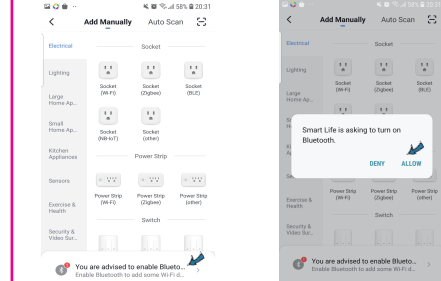 58% 20:31
Add Manually Auto Scan
Electrical
Lighting
Large
Home Ap...
Small
Home Ap...
Kitchen
Appliances
Sensors
Exercise &
Health
Security &
Video Sur...
Socket
Socket
(Wi-Fi)
Socket
(Zigbee)
Socket
(BLE)
Socket
(NB-IoT)
Socket
(other)
Power Strip
Power Strip
(Wi-Fi)
Power Strip
(Zigbee)
Power Strip
(other)
Switch
You are advised to enable Blueto...
Enable Bluetooth to add some Wi-Fi d...
58% 20:31
Add Manually Auto Scan
Electrical
Lighting
Large
Home Ap...
Exercise &
Health
Security &
Video Sur...
Socket
Socket
(Wi-Fi)
Socket
(Zigbee)
Socket
(BLE)
Smart Life is asking to turn on
Bluetooth.
DENY ALLOW
Power Strip
(Wi-Fi)
Power Strip
(Zigbee)
Power Strip
(other)
Switch
You are advised to enable Blueto...
Enable Bluetooth to add some Wi-Fi d...